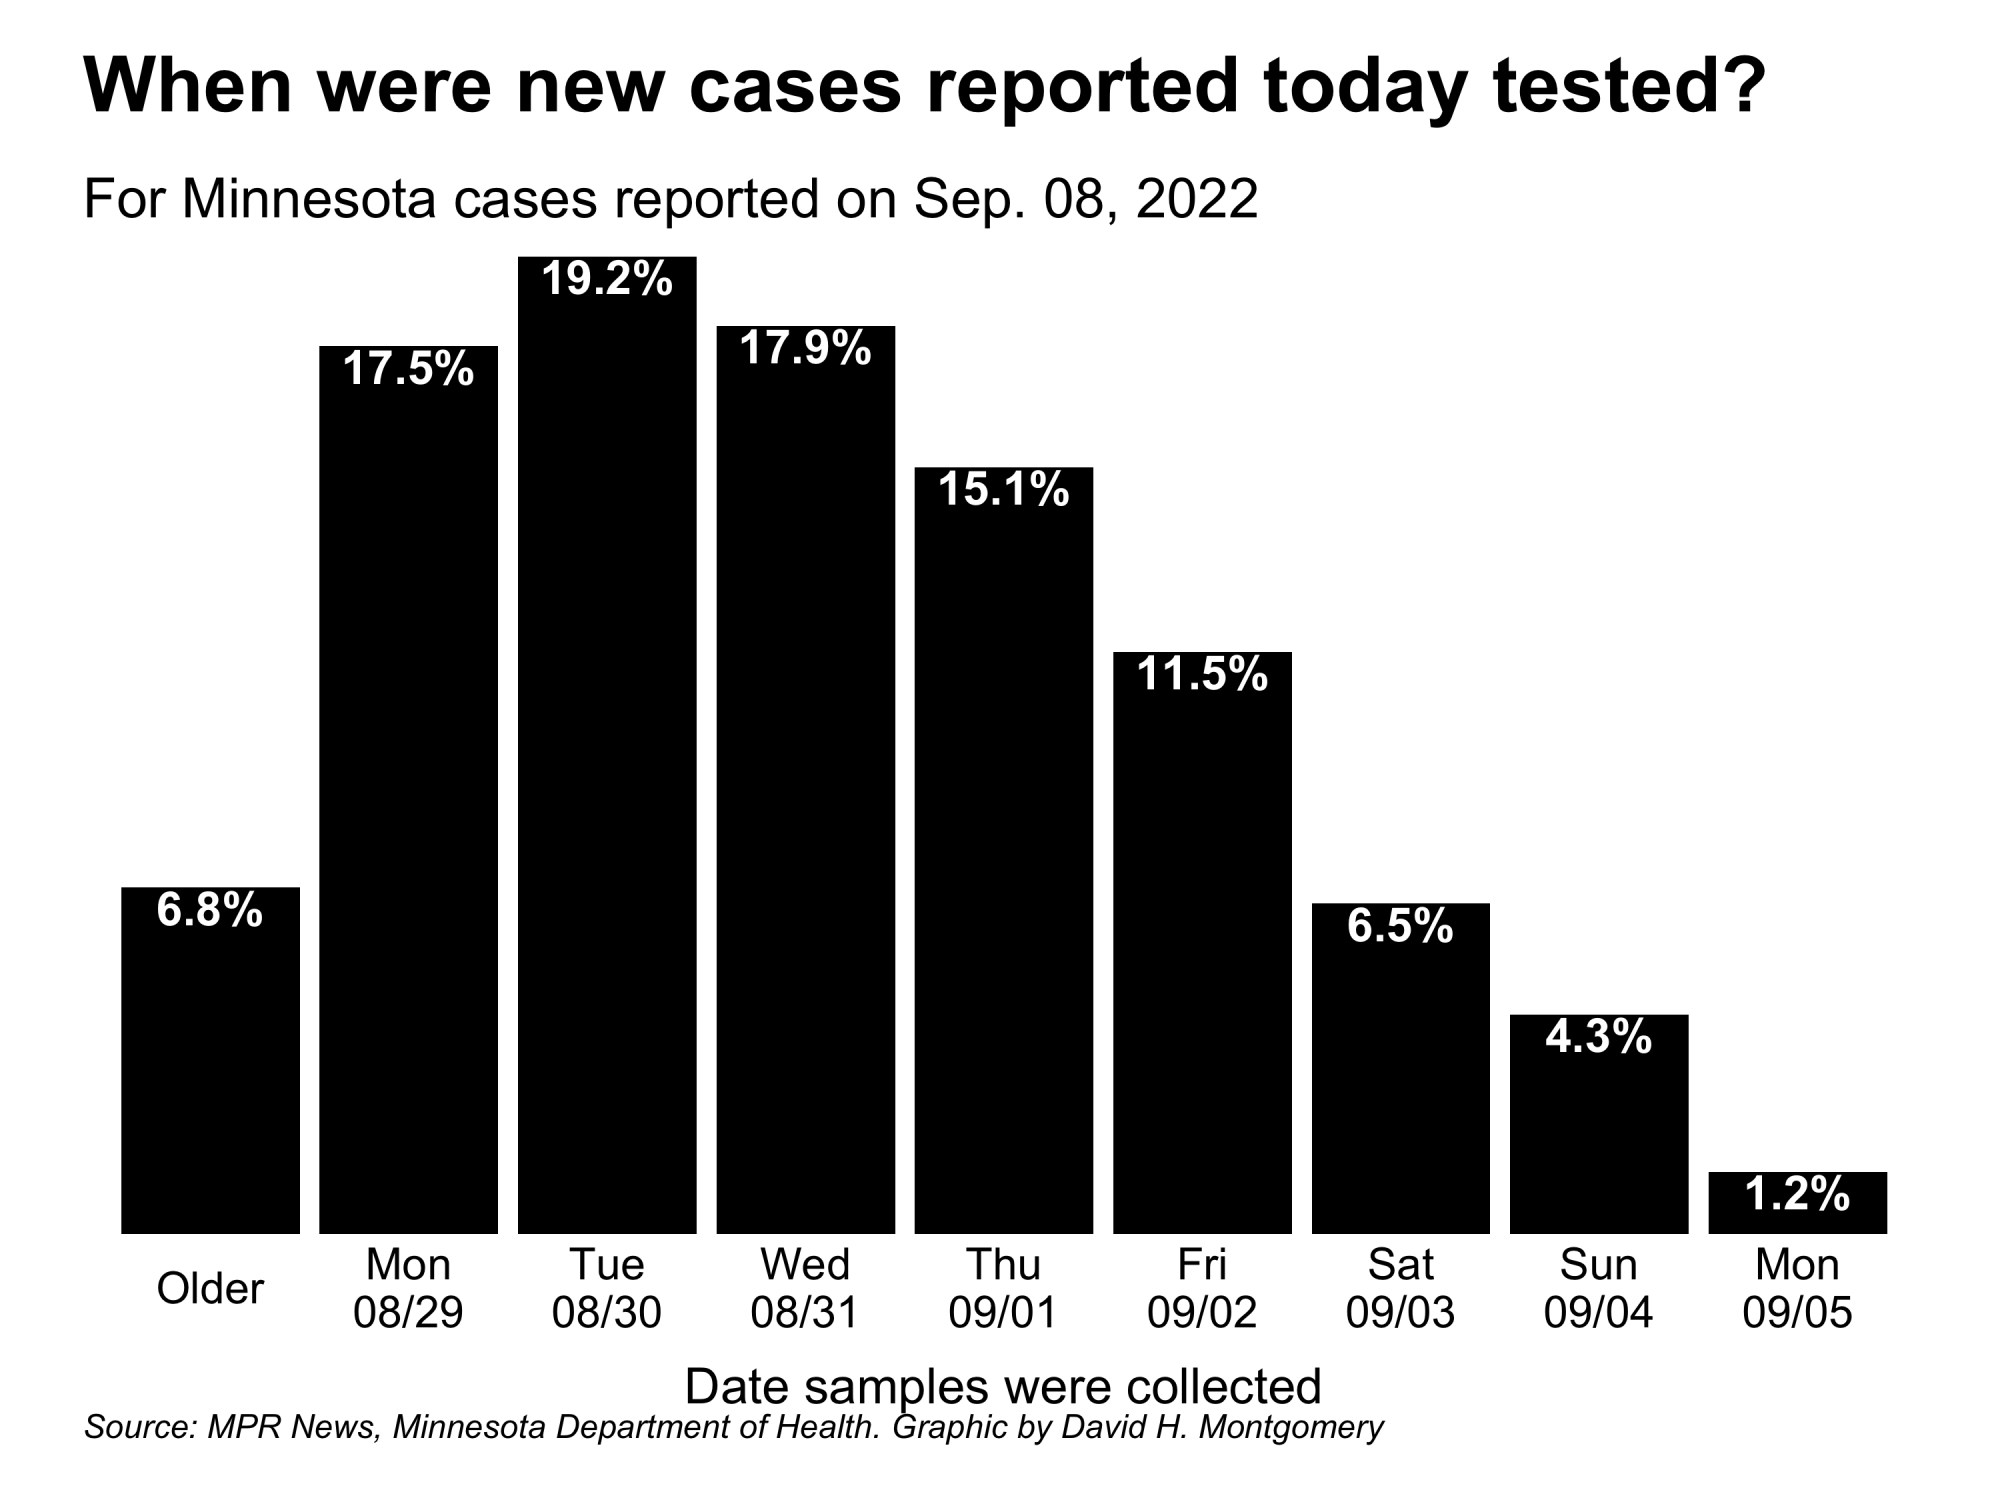 When were new cases reported today tested?
For Minnesota cases reported on Sep. 08, 2022
19.2%
17.9%
17.5%
15.1%
11.5%
6.8%
6.5%
4.3%
1.2%
Older
Mon
08/29
Tue
08/30
Wed
08/31
Thu
09/01
Fri
09/02
Sat
09/03
Sun
09/04
Mon
09/05
Date samples were collected
Source: MPR News, Minnesota Department of Health. Graphic by David H. Montgomery